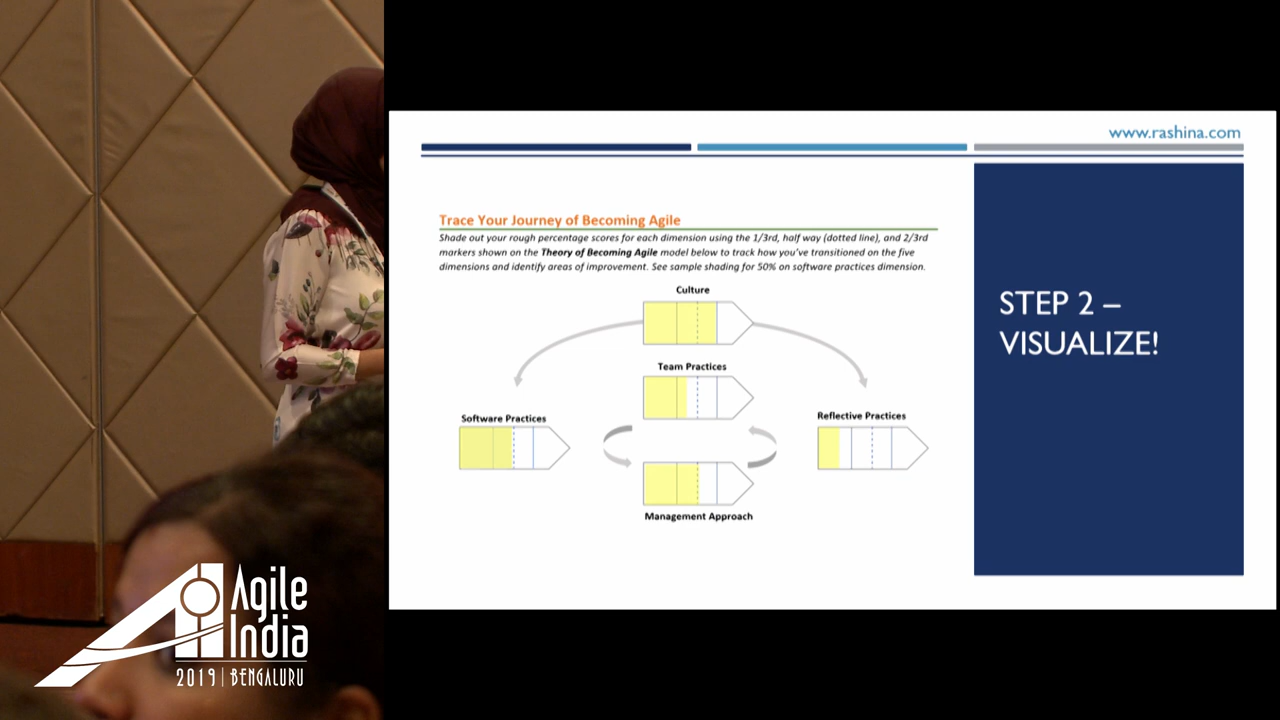 www.rashina.com
Trace Your Journey of Becoming Agile
Shade out your rough percentage scores for each dimension using the 1/3rd, half way (dotted line), and 2/3rd
markers shown on the Theory of Becoming Agile model below to track how you've transitioned on the five
dimensions and identify areas of improvement. See sample shading for 50% on software practices dimension.
Culture
Team Practices
Software Practices
Reflective Practices
Management Approach
STEP 2 –
VISUALIZE!
Agile
India
2019 | BENGALURU